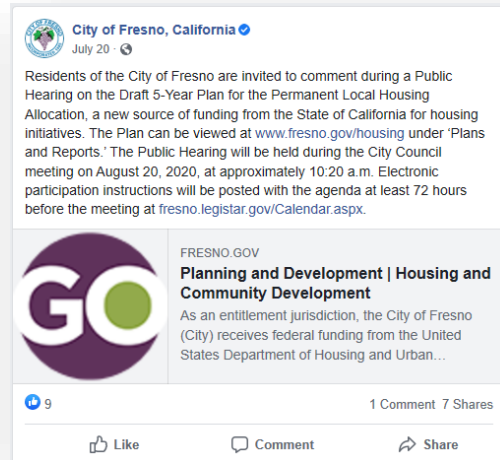 City of Fresno, California
July 20 ·
Residents of the City of Fresno are invited to comment during a Public
Hearing on the Draft 5-Year Plan for the Permanent Local Housing
Allocation, a new source of funding from the State of California for housing
initiatives. The Plan can be viewed at www.fresno.gov/housing under ‘Plans
and Reports.’ The Public Hearing will be held during the City Council
meeting on August 20, 2020, at approximately 10:20 a.m. Electronic
participation instructions will be posted with the agenda at least 72 hours
before the meeting at fresno.legistar.gov/Calendar.aspx.
GO
FRESNO.GOV
Planning and Development | Housing and
Community Development
As an entitlement jurisdiction, the City of Fresno
(City) receives federal funding from the United
States Department of Housing and Urban...
9
1 Comment 7 Shares
Like
Comment
Share